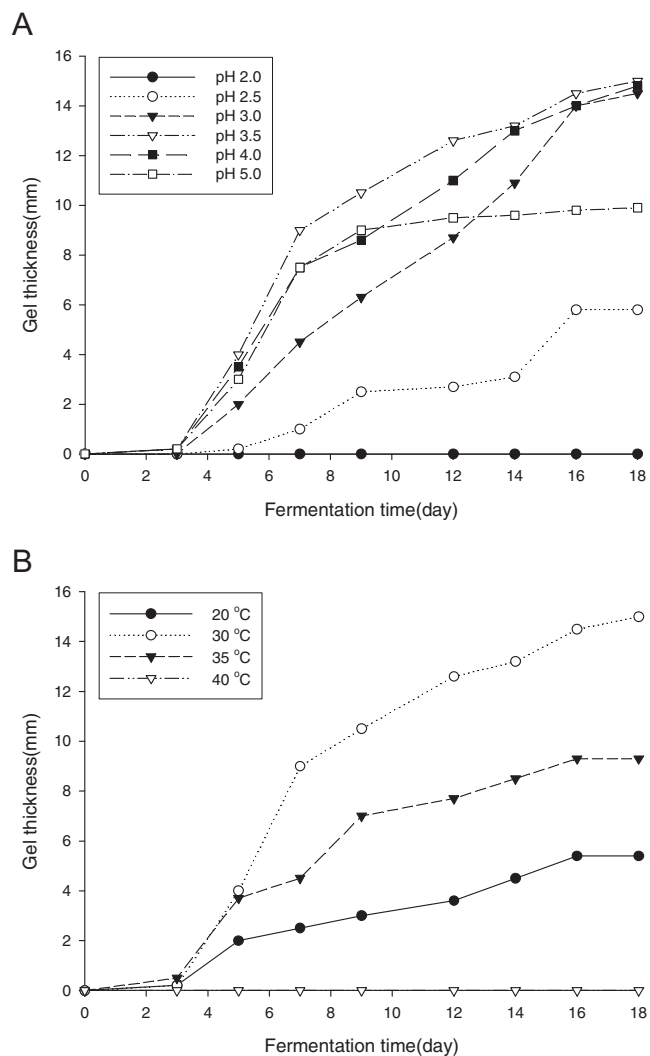 A
16
14
12
10
8
6
4
2
0
Gel thickness(mm)
pH 2.0
pH 2.5
pH 3.0
pH 3.5
pH 4.0
pH 5.0
0 2 4 6 8 10 12 14 16 18
Fermentation time(day)
B
16
14
12
10
8
6
4
2
0
Gel thickness(mm)
20 °C
30 °C
35 °C
40 °C
0 2 4 6 8 10 12 14 16 18
Fermentation time(day)